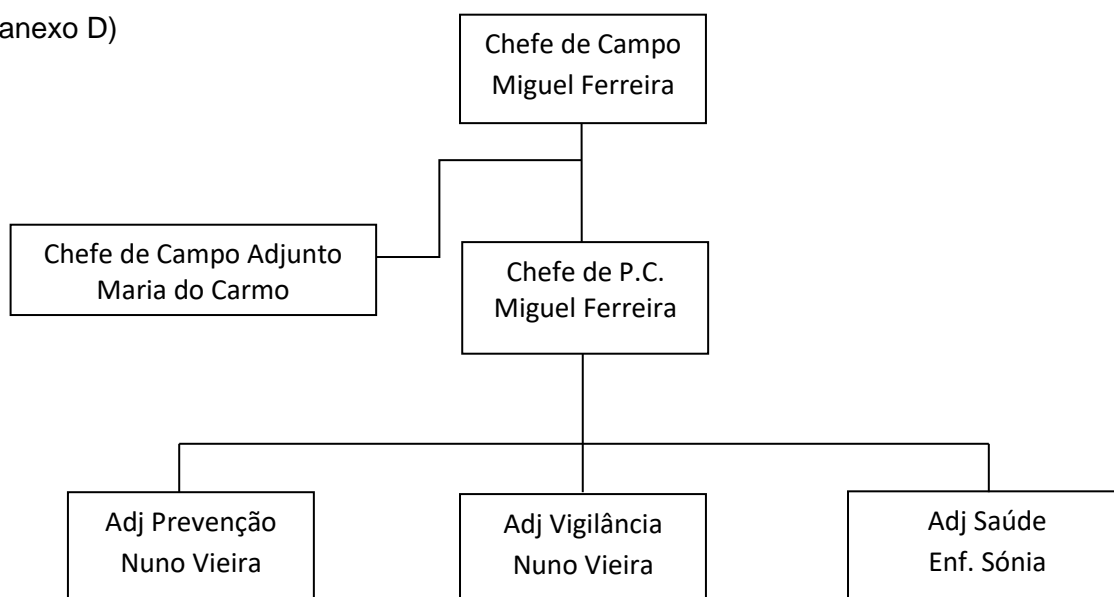 anexo D)
Chefe de Campo
Miguel Ferreira
Chefe de Campo Adjunto
Maria do Carmo
Chefe de P.C.
Miguel Ferreira
Adj Prevenção
Nuno Vieira
Adj Vigilância
Nuno Vieira
Adj Saúde
Enf. Sónia